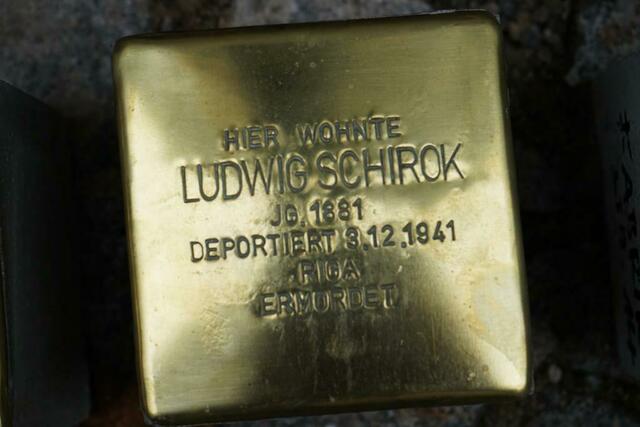 HIER WOHNTE
LUDWIG SCHIROK
JG. 1881
DEPORTIERT 3.12.1941
RIGA
ERMORDET